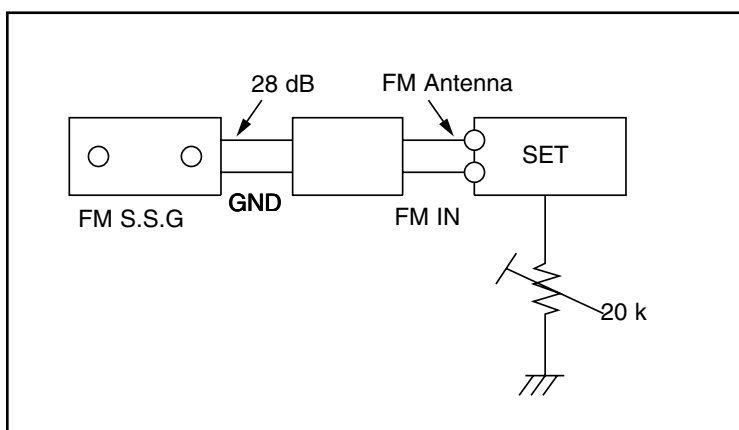 28 dB
FM Antenna
SET
FM S.S.G
GND
FM IN
20 k